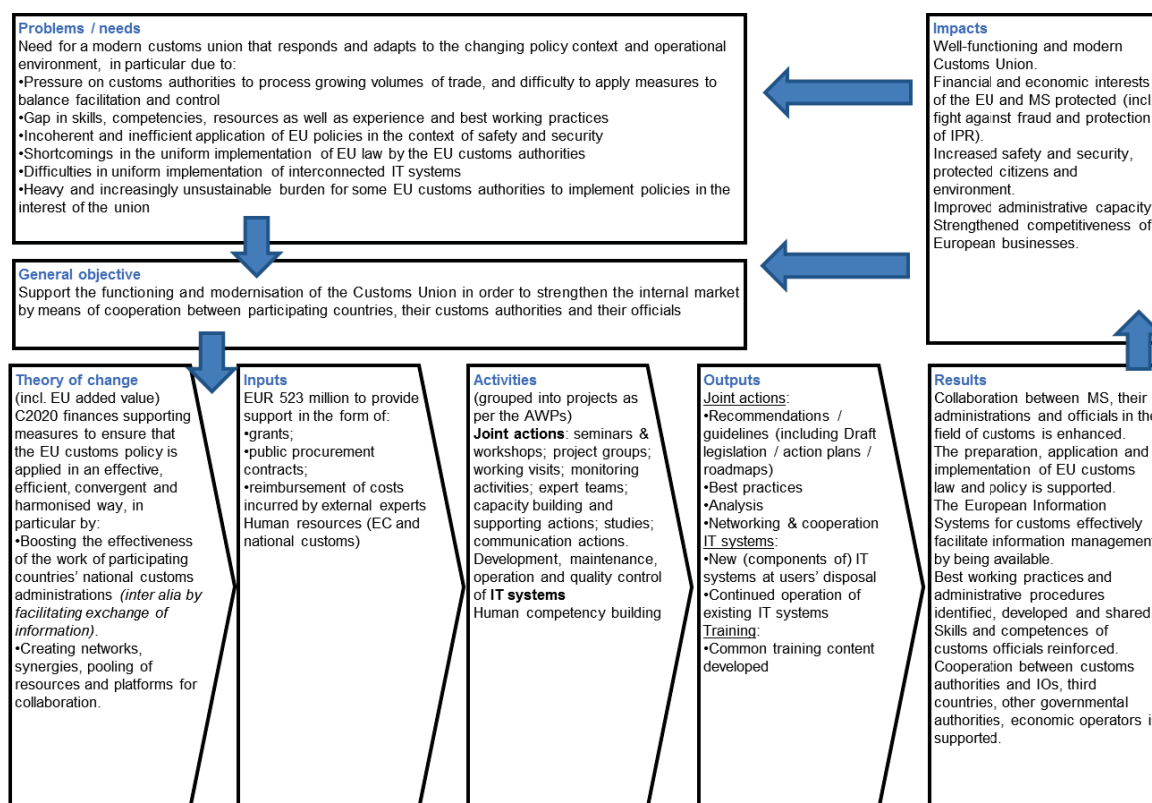 Problems / needs
Need for a modern customs union that responds and adapts to the changing policy context and operational
environment, in particular due to:
•Pressure on customs authorities to process growing volumes of trade, and difficulty to apply measures to
balance facilitation and control
•Gap in skills, competencies, resources as well as experience and best working practices
•Incoherent and inefficient application of EU policies in the context of safety and security
•Shortcomings in the uniform implementation of EU law by the EU customs authorities
•Difficulties in uniform implementation of interconnected IT systems
•Heavy and increasingly unsustainable burden for some EU customs authorities to implement policies in the
interest of the union
Impacts
Well-functioning and modern
Customs Union.
Financial and economic interests
of the EU and MS protected (incl
fight against fraud and protection
of IPR).
Increased safety and security,
protected citizens and
environment.
Improved administrative capacity
Strengthened competitiveness of
European businesses.
General objective
Support the functioning and modernisation of the Customs Union in order to strengthen the internal market
by means of cooperation between participating countries, their customs authorities and their officials
Theory of change
(incl. EU added value)
C2020 finances supporting
measures to ensure that
the EU customs policy is
applied in an effective,
efficient, convergent and
harmonised way, in
particular by:
•Boosting the effectiveness
of the work of participating
countries' national customs
administrations (inter alia by
facilitating exchange of
information).
•Creating networks,
synergies, pooling of
resources and platforms for
collaboration.
Inputs
EUR 523 million to provide
support in the form of:
•grants;
•public procurement
contracts;
•reimbursement of costs
incurred by external experts
Human resources (EC and
national customs)
Activities
(grouped into projects as
per the AWPs)
Joint actions: seminars &
workshops; project groups;
working visits; monitoring
activities; expert teams;
capacity building and
supporting actions; studies;
communication actions.
Development, maintenance,
operation and quality control
of IT systems
Human competency building
Outputs
Joint actions:
•Recommendations /
guidelines (including Draft
legislation / action plans /
roadmaps)
•Best practices
•Analysis
•Networking & cooperation
IT systems:
•New (components of) IT
systems at users' disposal
•Continued operation of
existing IT systems
Training:
•Common training content
developed
Results
Collaboration between MS, their
administrations and officials in the
field of customs is enhanced.
The preparation, application and
implementation of EU customs
law and policy is supported.
The European Information
Systems for customs effectively
facilitate information management
by being available.
Best working practices and
administrative procedures
identified, developed and shared
Skills and competences of
customs officials reinforced.
Cooperation between customs
authorities and IOs, third
countries, other governmental
authorities, economic operators
supported.